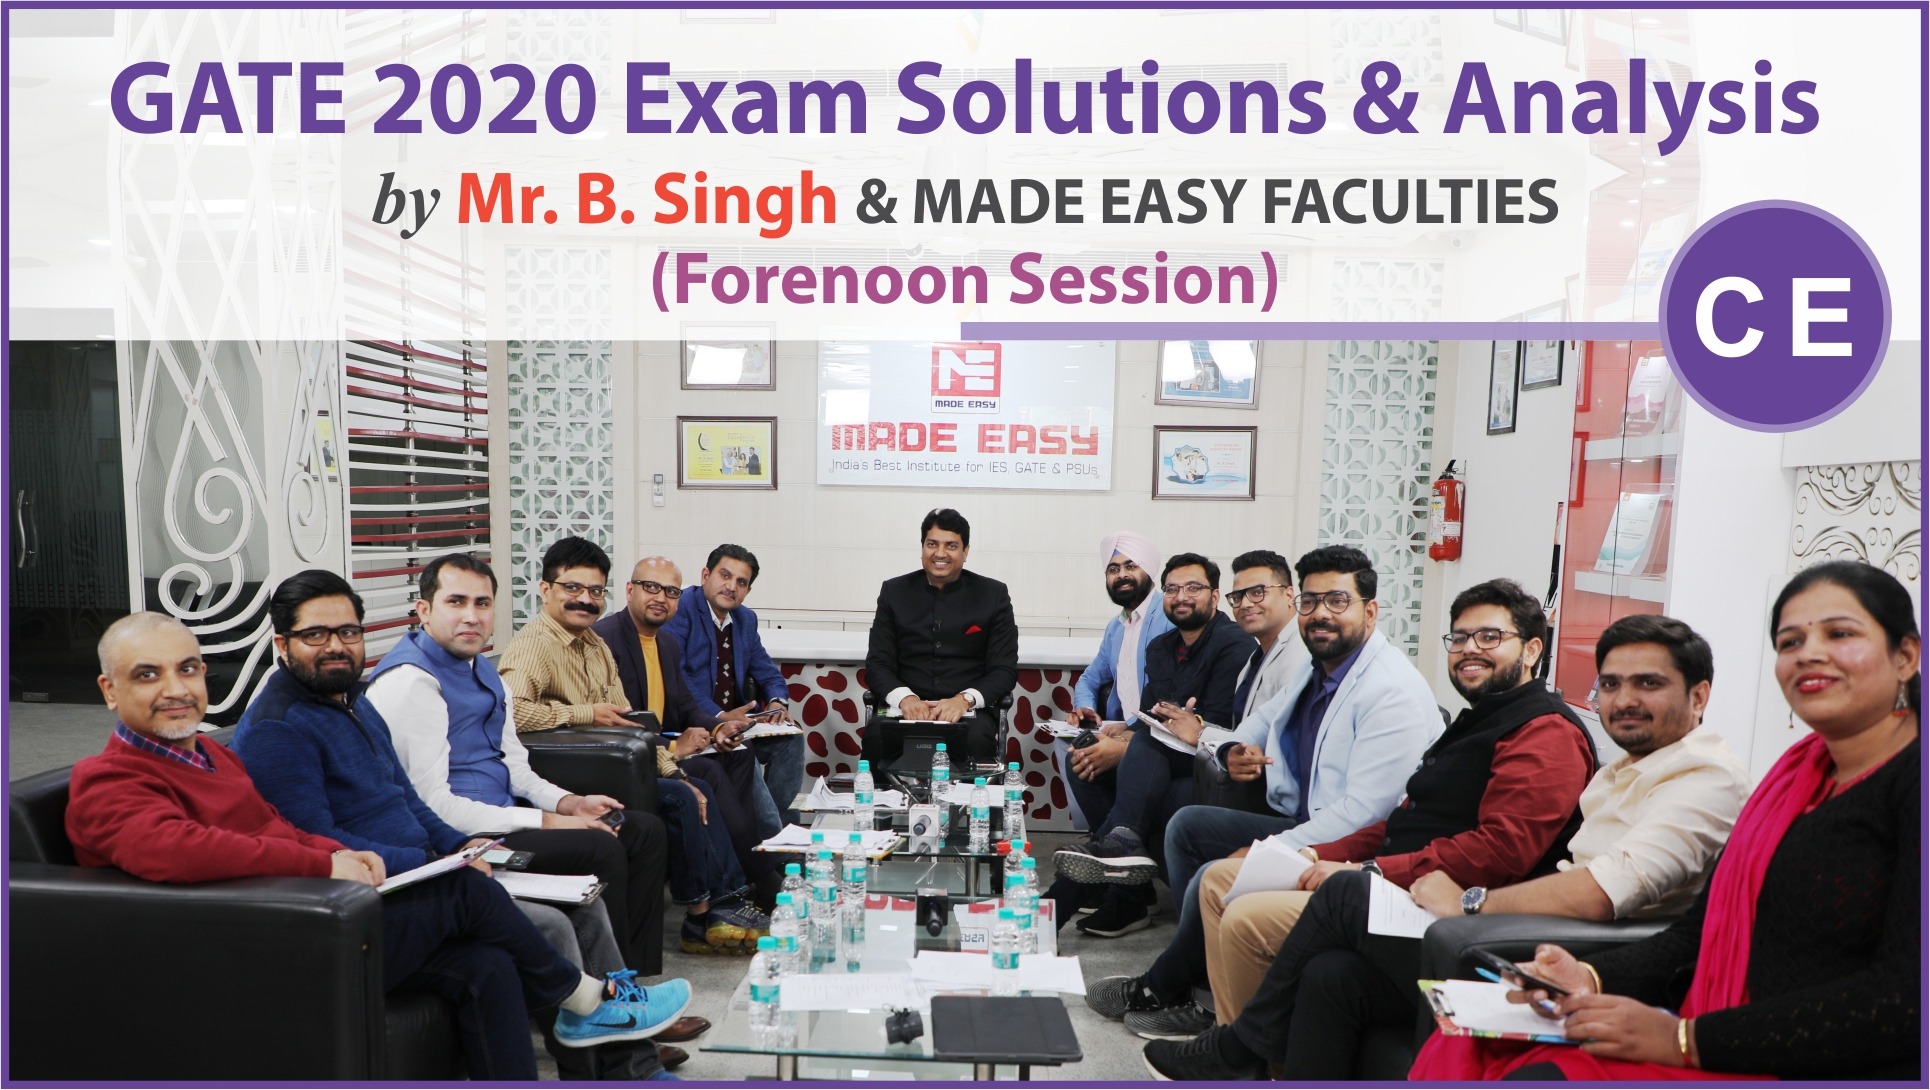 GATE 2020 Exam Solutions & Analysis
by Mr. B. Singh & MADE EASY FACULTIES
(Forenoon Session)
CE
ME
MADE EASY
MADE EASY
India's Best Institute for IES, GATE & PSUs